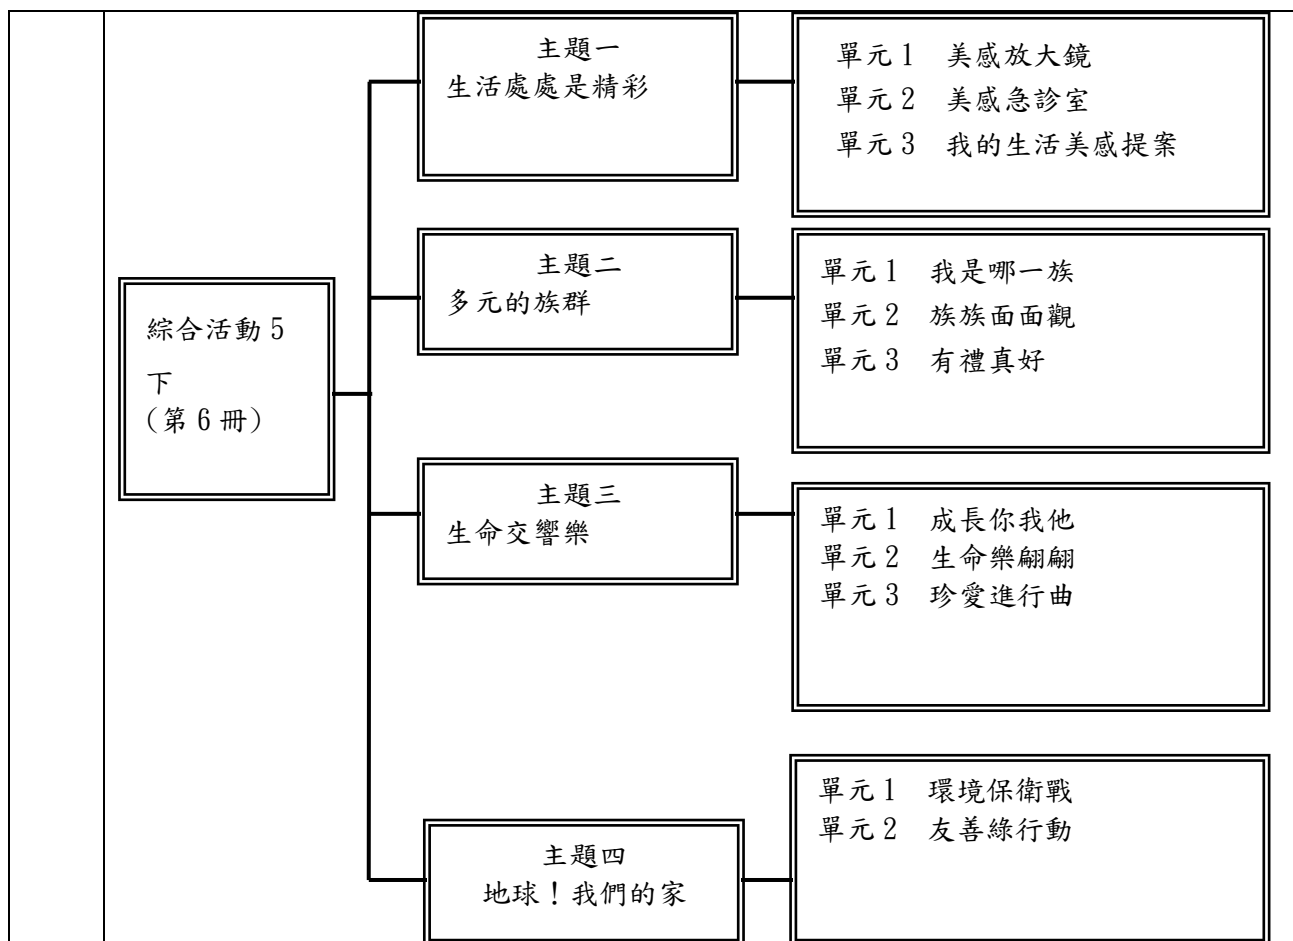 綜合活動 5
下
(第 6 冊)
主題一
生活處處是精彩
單元 1　美感放大鏡
單元 2　美感急診室
單元 3　我的生活美感提案
主題二
多元的族群
單元 1　我是哪一族
單元 2　族族面面觀
單元 3　有禮真好
主題三
生命交響樂
單元 1　成長你我他
單元 2　生命樂翩翩
單元 3　珍愛進行曲
主題四
地球！我們的家
單元 1　環境保衛戰
單元 2　友善綠行動